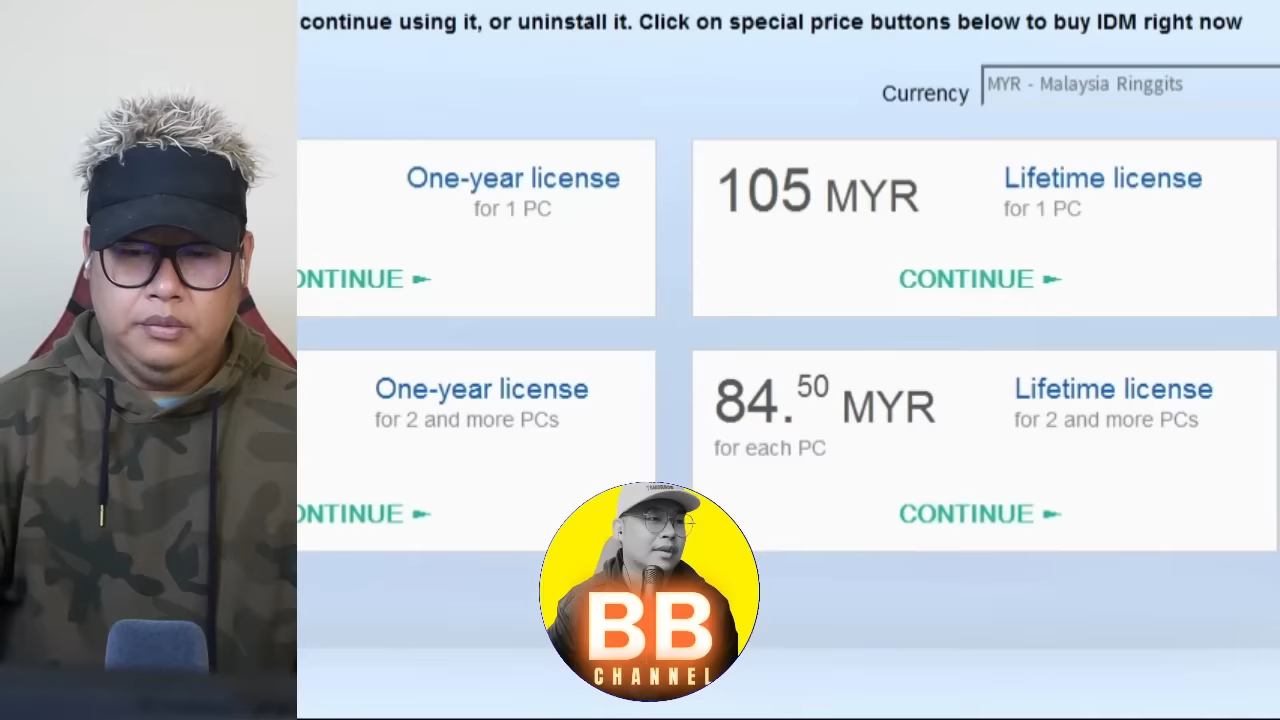 continue using it, or uninstall it. Click on special price buttons below to buy IDM right now
Currency MYR - Malaysia Ringgits
One-year license
for 1 PC
ONTINUE
105 MYR
Lifetime license
for 1 PC
CONTINUE
One-year license
for 2 and more PCs
ONTINUE
84.50 MYR
for each PC
Lifetime license
for 2 and more PCs
CONTINUE
BB
CHANNEL